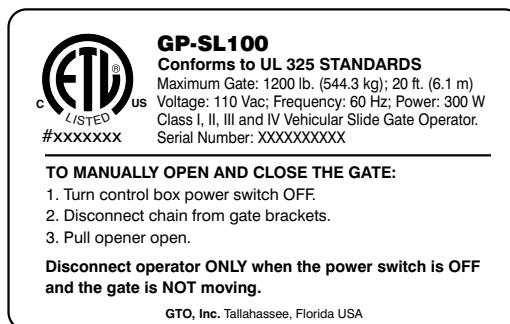 GP-SL100
Conforms to UL 325 STANDARDS
Maximum Gate: 1200 lb. (544.3 kg); 20 ft. (6.1 m)
Voltage: 110 Vac; Frequency: 60 Hz; Power: 300 W
Class I, II, III and IV Vehicular Slide Gate Operator.
Serial Number: XXXXXXXXXX
ETL ®
C US
LISTED
#xxxxxxx
TO MANUALLY OPEN AND CLOSE THE GATE:
1. Turn control box power switch OFF.
2. Disconnect chain from gate brackets.
3. Pull opener open.
Disconnect operator ONLY when the power switch is OFF
and the gate is NOT moving.
GTO, Inc. Tallahassee, Florida USA